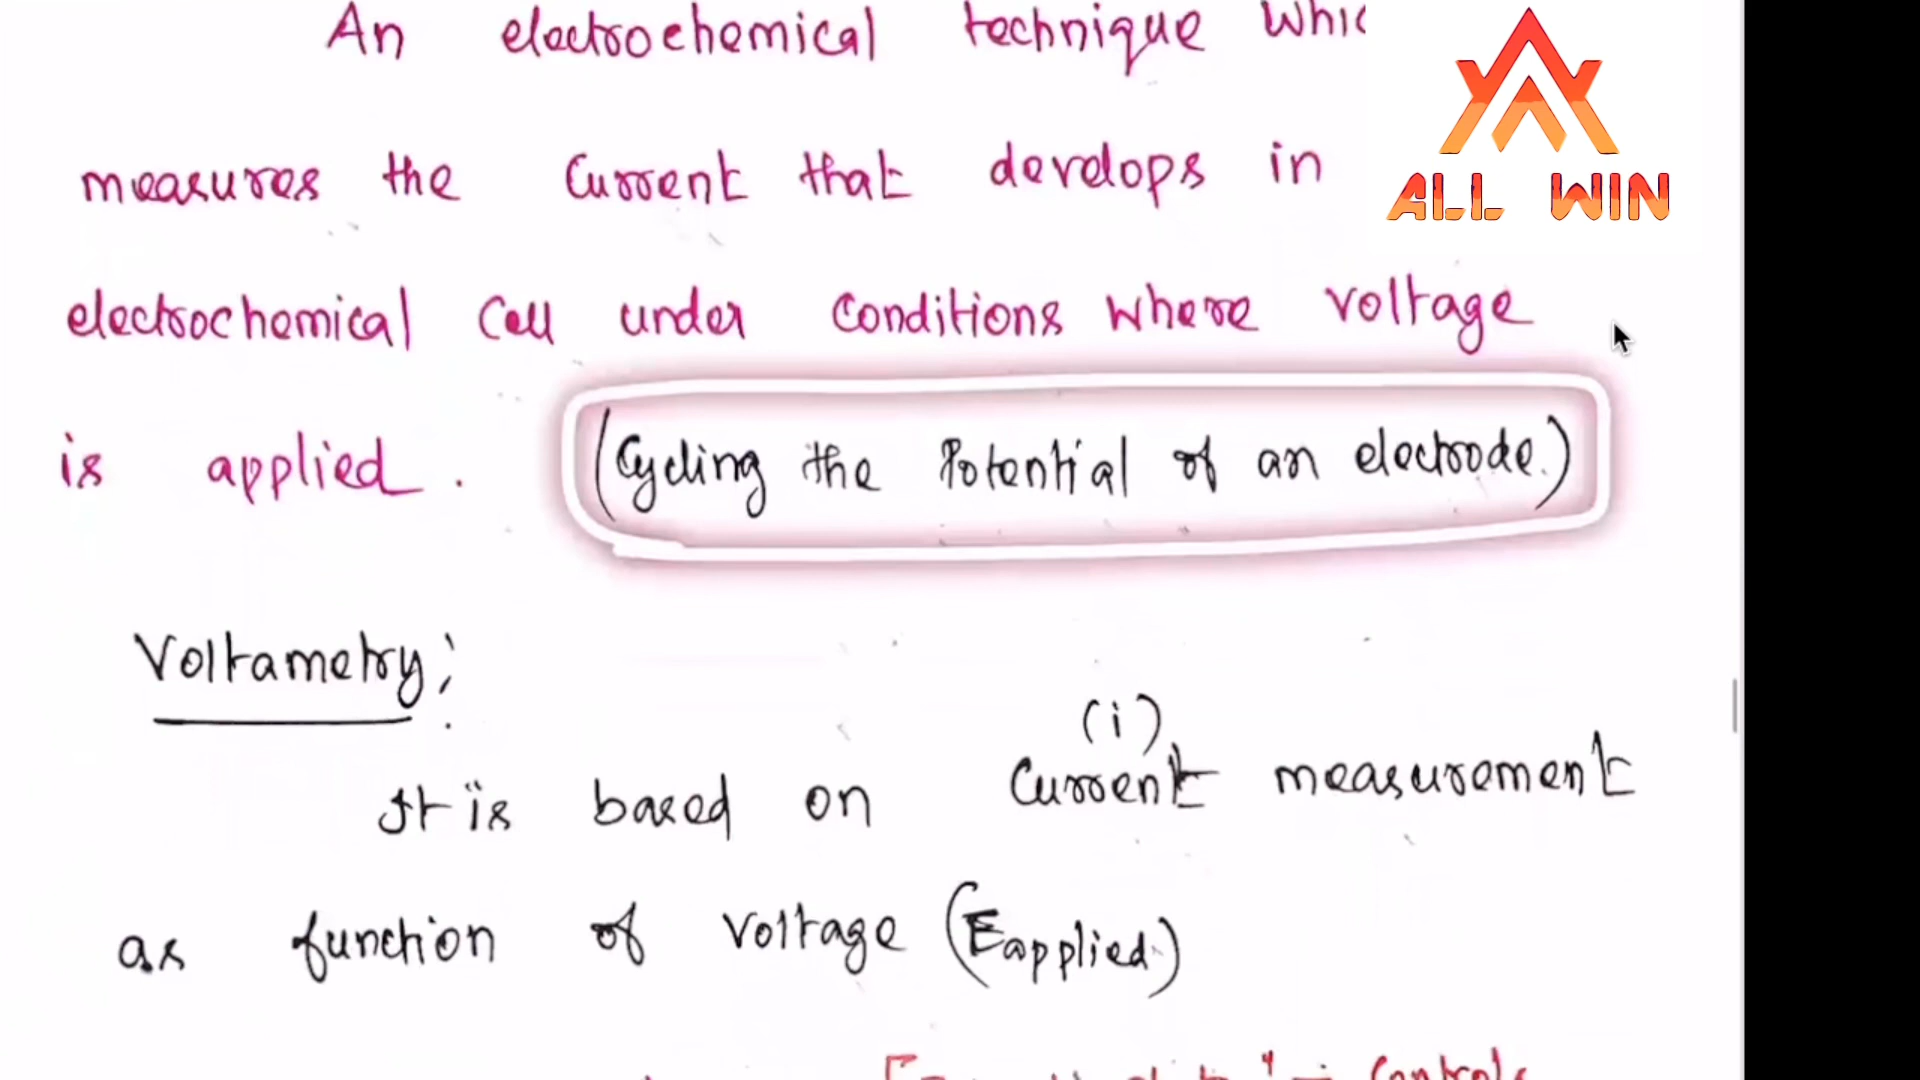 An electrochemical technique
measures the Current that develops in
ALL WIN
electrochemical Cell under Conditions where voltage
is applied. (Cycling the Potential of an electrode.)
Voltametry:
(i)
It is based on Current measurement
as function of voltage (Eapplied.)